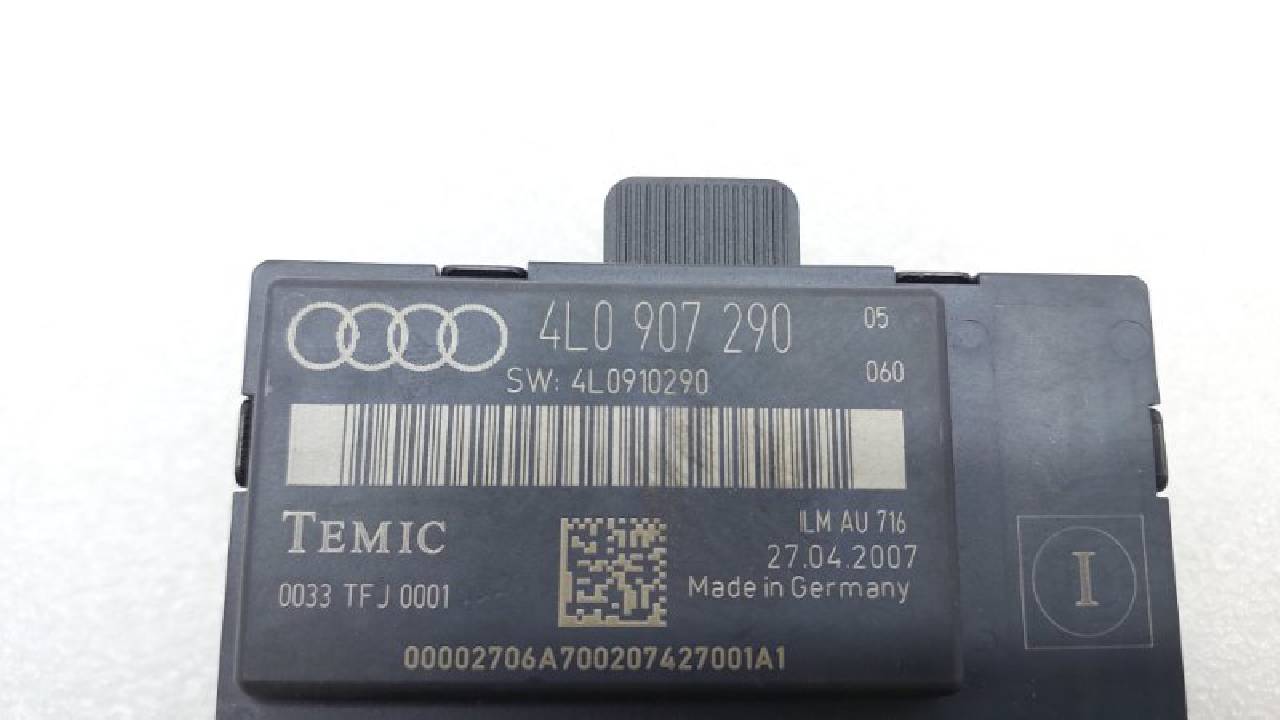 4L0 907 290 05
SW: 4L0910290 060
TEMIC
ILM AU 716
27.04.2007
0033 TFJ 0001
Made in Germany
I
00002706A700207427001A1